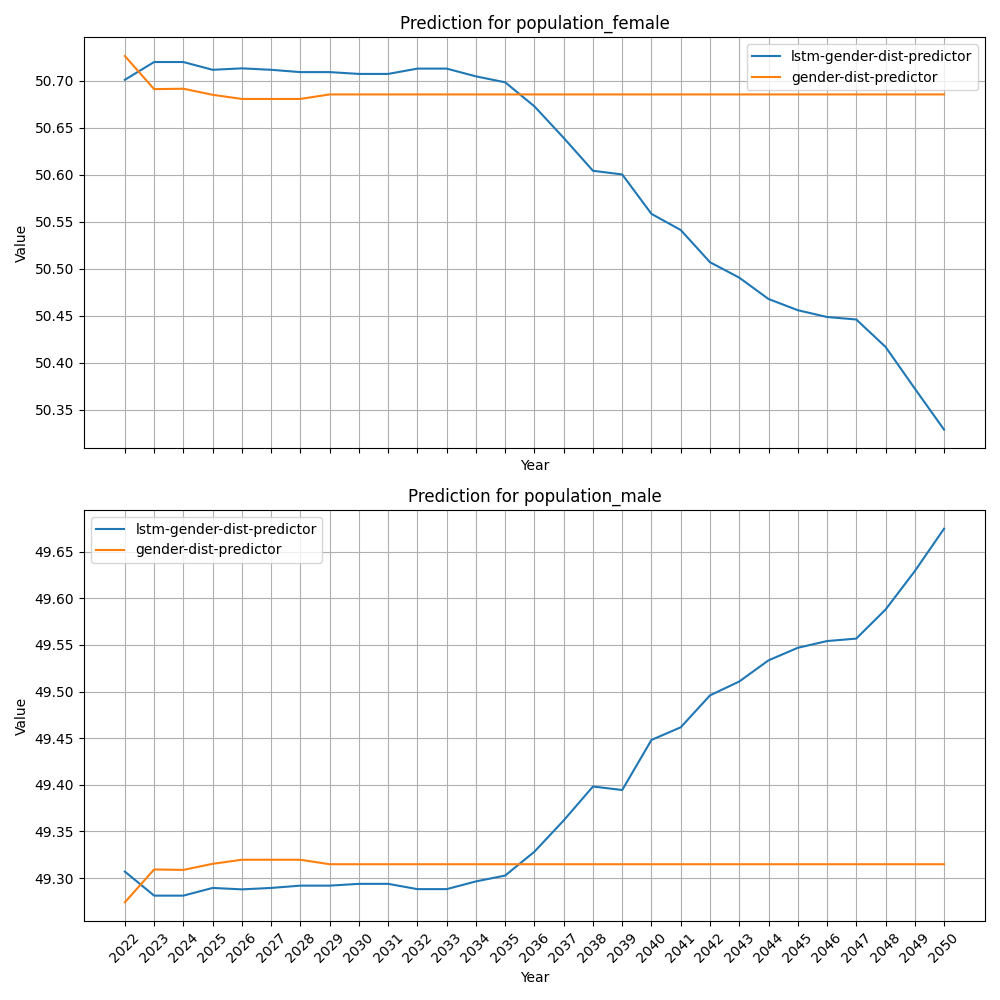 Prediction for population_female
lstm-gender-dist-predictor
gender-dist-predictor
50.70
50.65
50.60
50.55
50.50
50.45
50.40
50.35
Value
Year
Prediction for population_male
lstm-gender-dist-predictor
gender-dist-predictor
49.65
49.60
49.55
49.50
49.45
49.40
49.35
49.30
Value
2022 2023 2024 2025 2026 2027 2028 2029 2030 2031 2032 2033 2034 2035 2036 2037 2038 2039 2040 2041 2042 2043 2044 2045 2046 2047 2048 2049 2050
Year